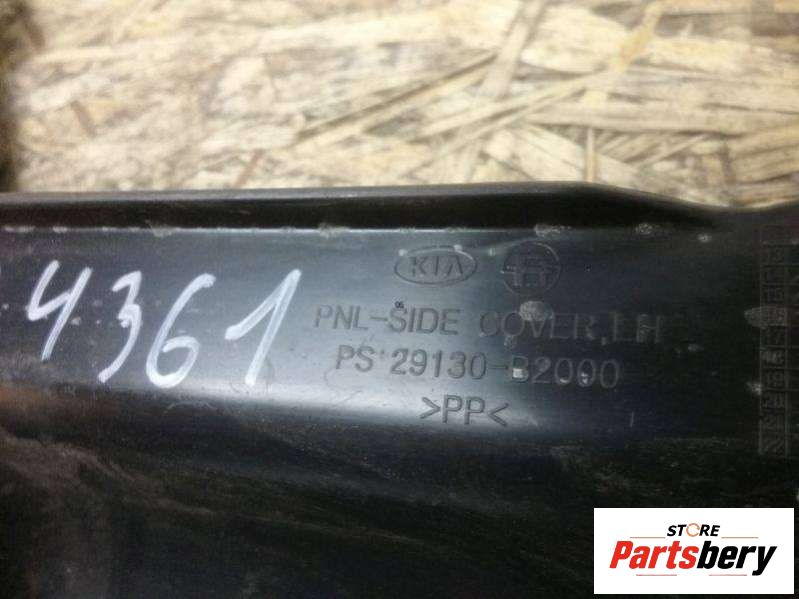 4361
KIA
PNL-SIDE COVER, LH
PS 29130-B2000
>PP<
STORE
Partsbery